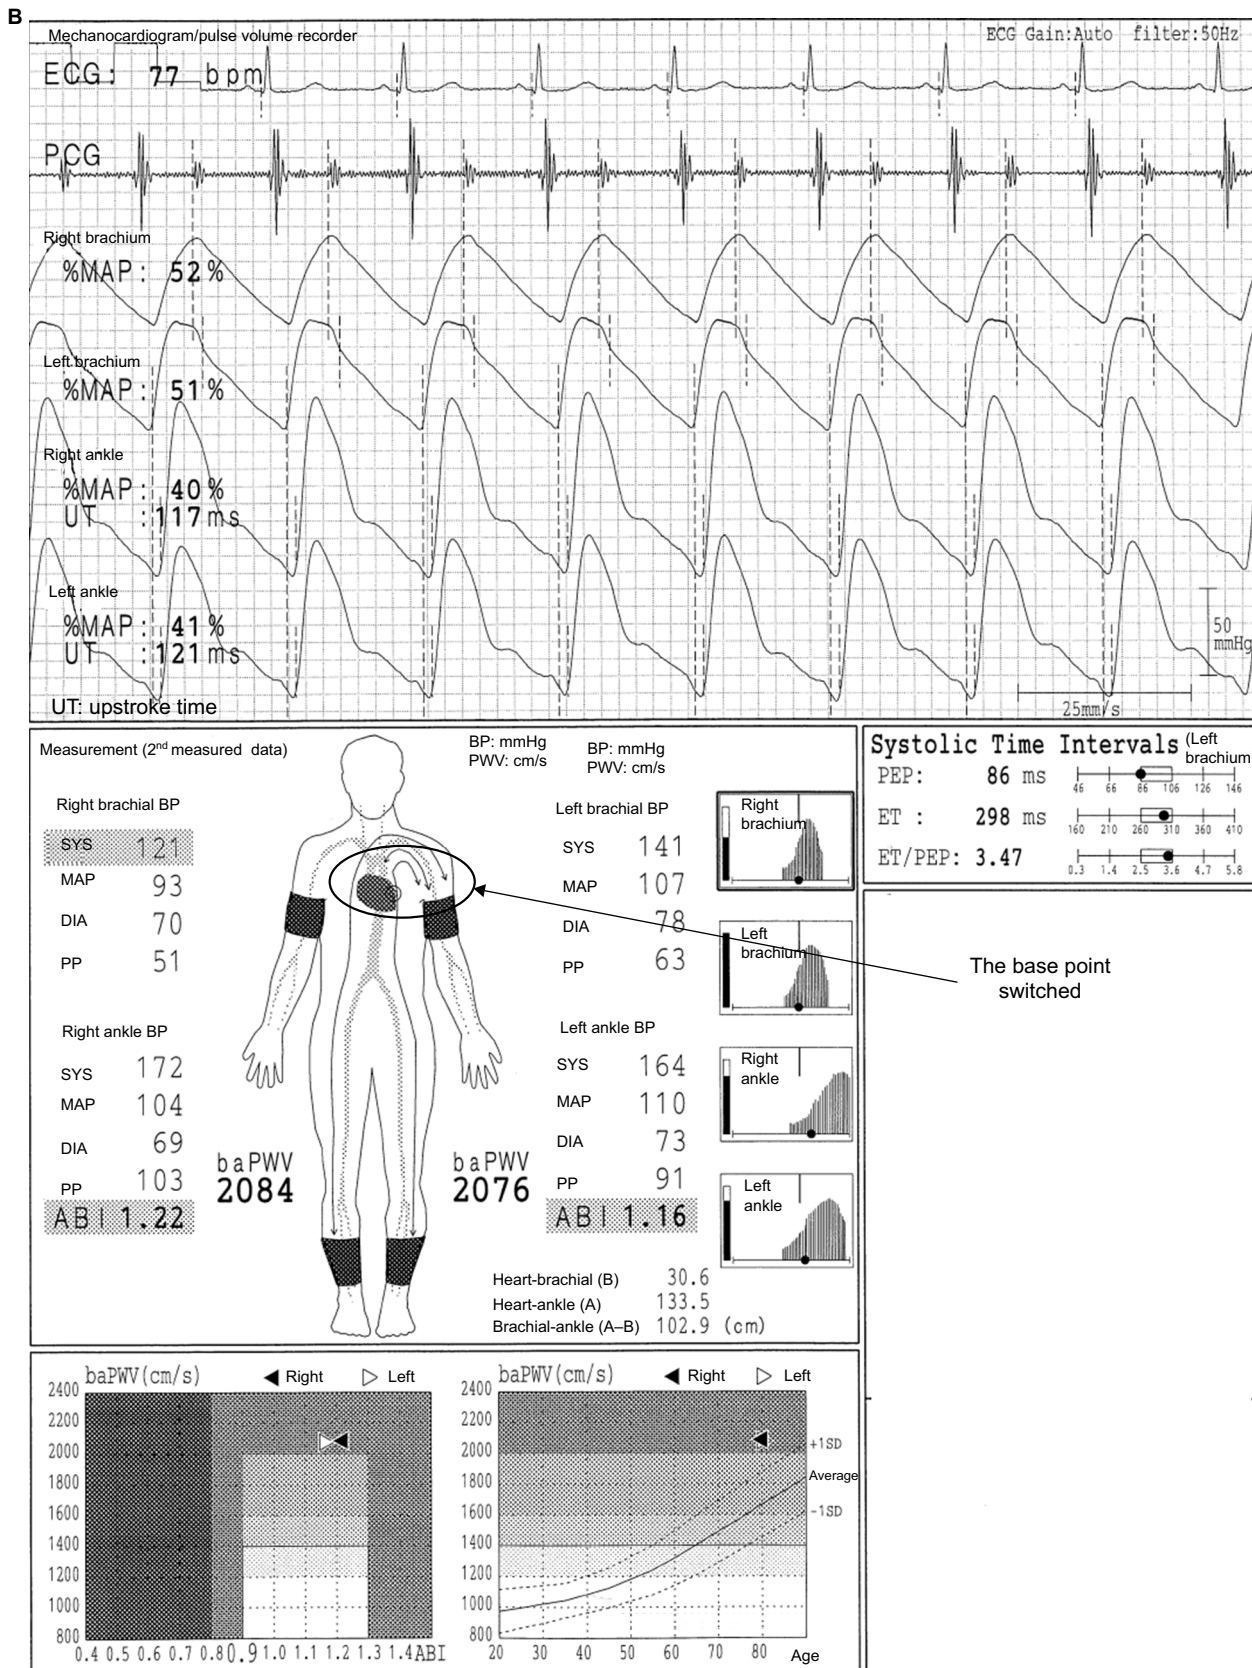 B
Mechanocardiogram/pulse volume recorder
ECG Gain:Auto filter:50Hz
ECG: 77 bpm
PCG
Right brachium
%MAP: 52%
Left brachium
%MAP: 51%
Right ankle
%MAP: 40%
UT :117ms
Left ankle
%MAP: 41%
UT :121ms
50
mmHg
25mm/s
UT: upstroke time
Measurement (2nd measured data)
BP: mmHg
PWV: cm/s
BP: mmHg
PWV: cm/s
Right brachial BP
SYS 121
MAP 93
DIA 70
PP 51
Right ankle BP
SYS 172
MAP 104
DIA 69
PP 103
ABI 1.22
baPWV
2084
baPWV
2076
Left brachial BP
SYS 141
MAP 107
DIA 78
PP 63
Left ankle BP
SYS 164
MAP 110
DIA 73
PP 91
ABI 1.16
Heart-brachial (B) 30.6
Heart-ankle (A) 133.5
Brachial-ankle (A–B) 102.9 (cm)
Right
brachium
Left
brachium
Right
ankle
Left
ankle
Systolic Time Intervals (Left
brachium
PEP: 86 ms
46 66 86 106 126 146
ET : 298 ms
160 210 260 310 360 410
ET/PEP: 3.47
0.3 1.4 2.5 3.6 4.7 5.8
The base point
switched
baPWV(cm/s) Right Left
2400
2200
2000
1800
1600
1400
1200
1000
800
0.4 0.5 0.6 0.7 0.8 0.9 1.0 1.1 1.2 1.3 1.4 ABI
baPWV(cm/s) Right Left
2400
2200
2000
1800
1600
1400
1200
1000
800
+1SD
Average
-1SD
20 30 40 50 60 70 80 Age